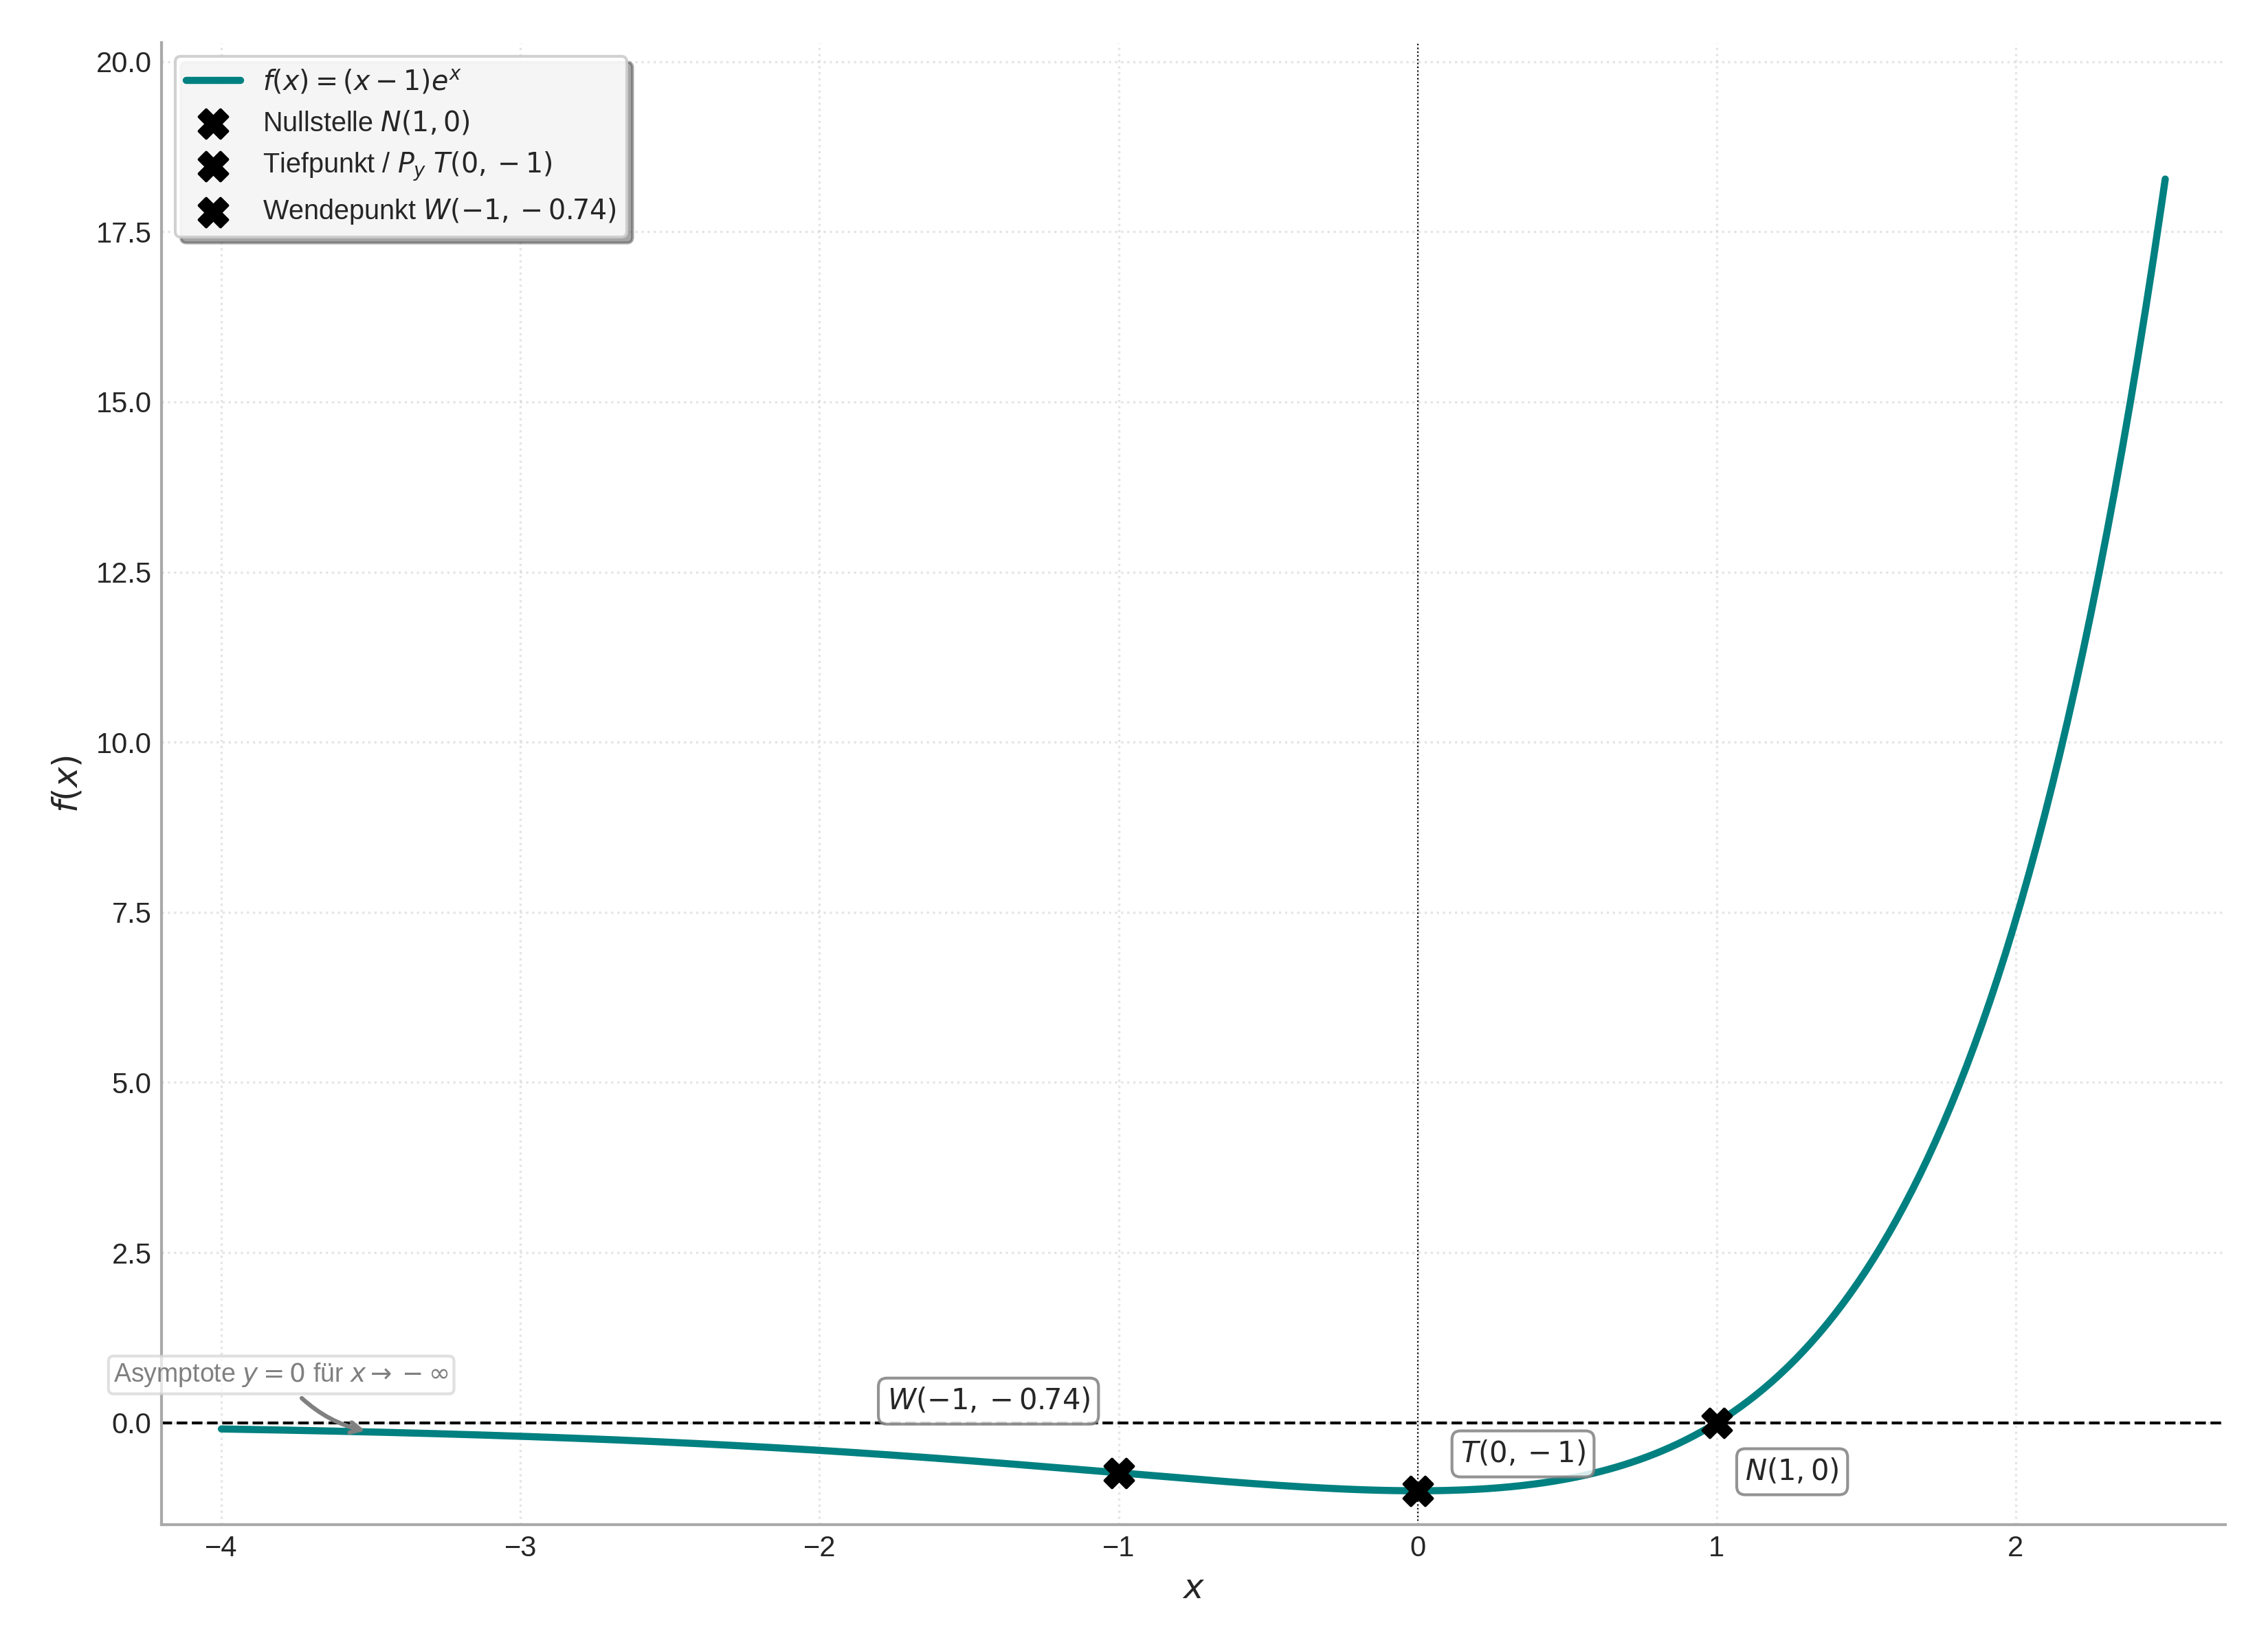 f(x) = (x − 1)eˣ
Nullstelle N(1, 0)
Tiefpunkt / P_y T(0, −1)
Wendepunkt W(−1, −0.74)
20.0
17.5
15.0
12.5
10.0
7.5
5.0
2.5
0.0
f(x)
Asymptote y = 0 für x → −∞
W(−1, −0.74)
T(0, −1)
N(1, 0)
−4 −3 −2 −1 0 1 2
x